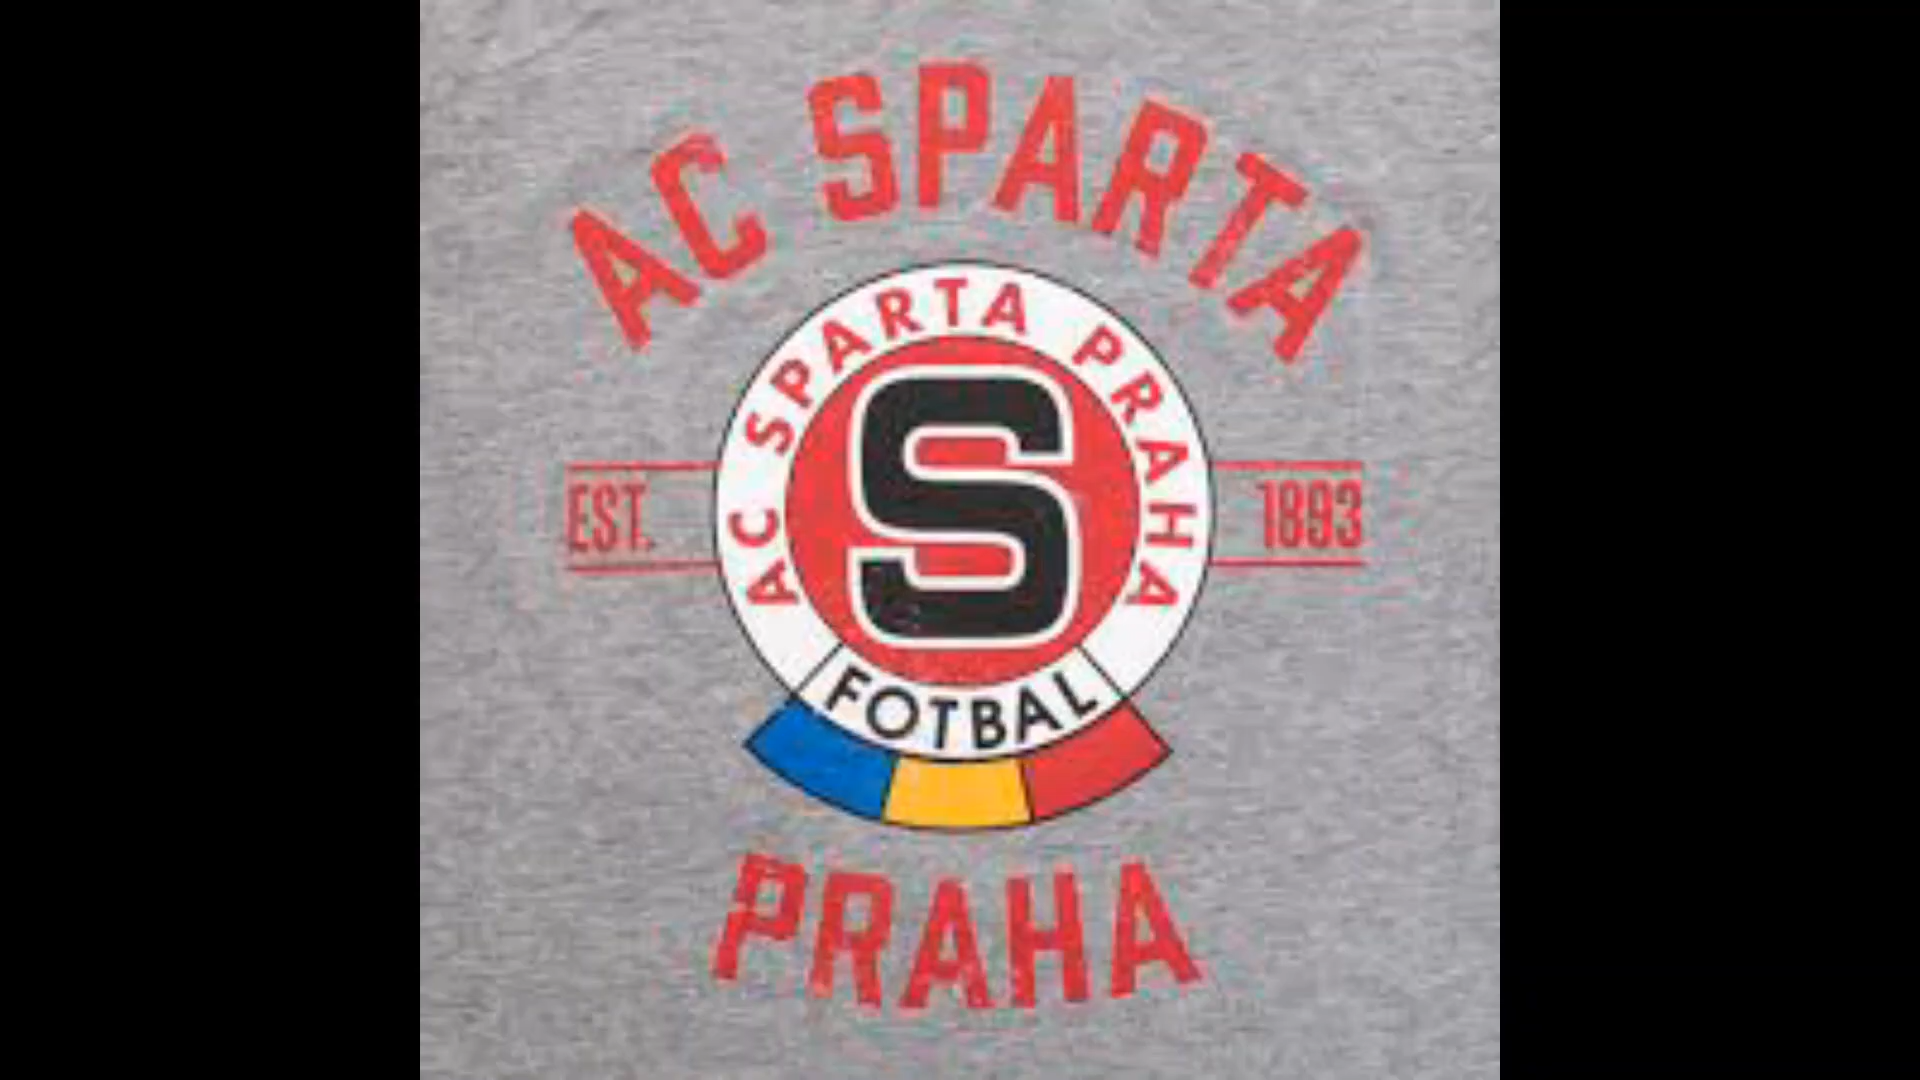 AC SPARTA
AC SPARTA PRAHA
S
EST. 1893
FOTBAL
PRAHA